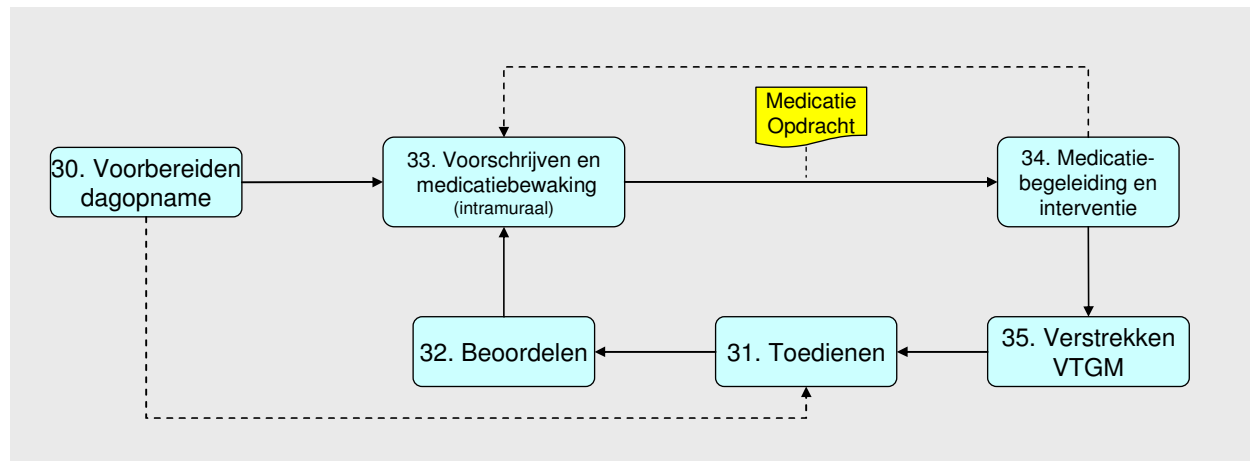 Medicatie
Opdracht
30. Voorbereiden
dagopname
33. Voorschrijven en
medicatiebewaking
(intramuraal)
34. Medicatie-
begeleiding en
interventie
32. Beoordelen
31. Toedienen
35. Verstrekken
VTGM